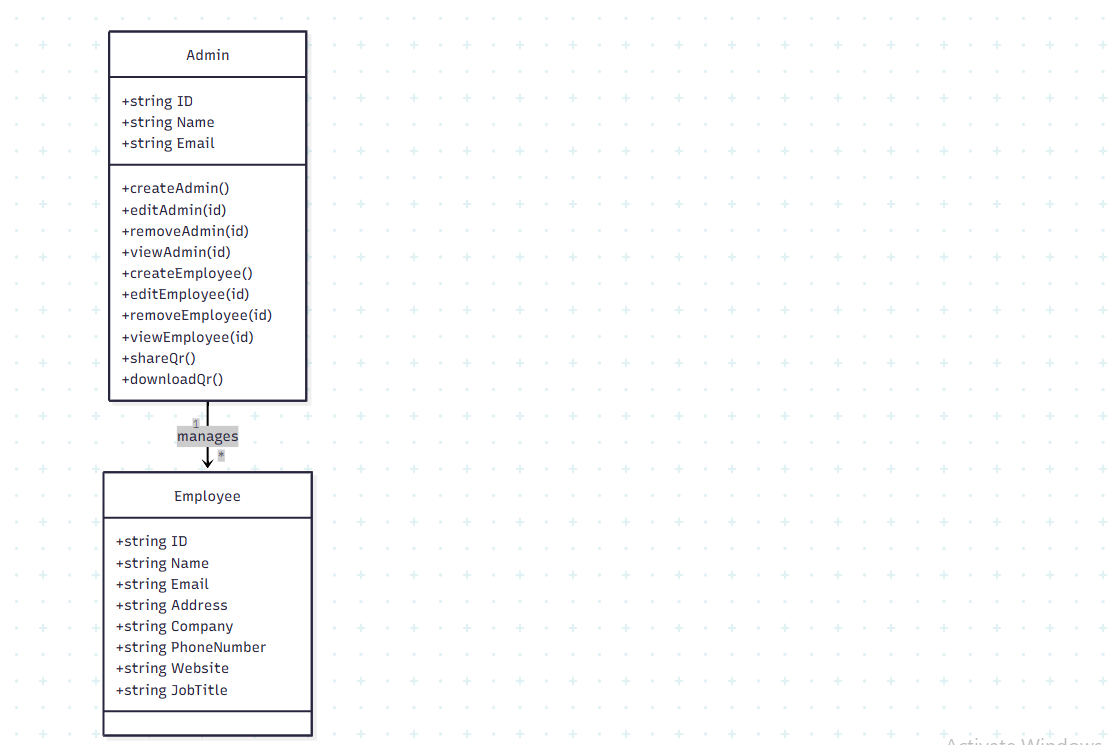 Admin
+string ID
+string Name
+string Email
+createAdmin()
+editAdmin(id)
+removeAdmin(id)
+viewAdmin(id)
+createEmployee()
+editEmployee(id)
+removeEmployee(id)
+viewEmployee(id)
+shareQr()
+downloadQr()
1
manages
*
Employee
+string ID
+string Name
+string Email
+string Address
+string Company
+string PhoneNumber
+string Website
+string JobTitle
Activate Windows